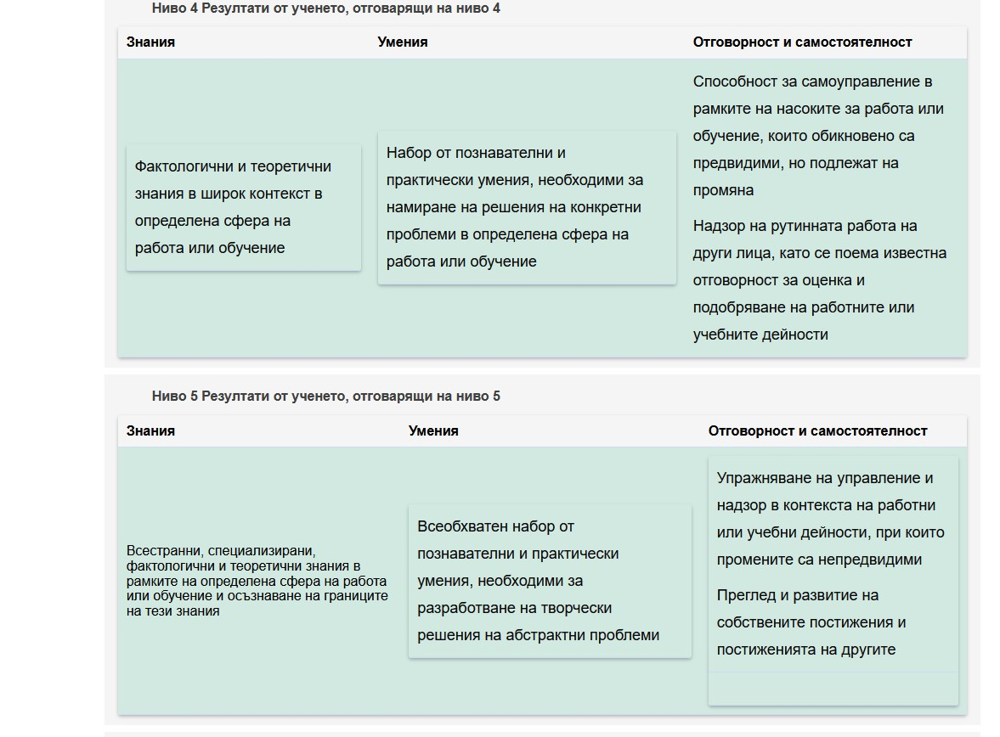 Ниво 4 Резултати от ученето, отговарящи на ниво 4
Знания
Умения
Отговорност и самостоятелност
Фактологични и теоретични
знания в широк контекст в
определена сфера на
работа или обучение
Набор от познавателни и
практически умения, необходими за
намиране на решения на конкретни
проблеми в определена сфера на
работа или обучение
Способност за самоуправление в
рамките на насоките за работа или
обучение, които обикновено са
предвидими, но подлежат на
промяна
Надзор на рутинната работа на
други лица, като се поема известна
отговорност за оценка и
подобряване на работните или
учебните дейности
Ниво 5 Резултати от ученето, отговарящи на ниво 5
Знания
Умения
Отговорност и самостоятелност
Всестранни, специализирани,
фактологични и теоретични знания в
рамките на определена сфера на работа
или обучение и осъзнаване на границите
на тези знания
Всеобхватен набор от
познавателни и практически
умения, необходими за
разработване на творчески
решения на абстрактни проблеми
Упражняване на управление и
надзор в контекста на работни
или учебни дейности, при които
промените са непредвидими
Преглед и развитие на
собствените постижения и
постиженията на другите